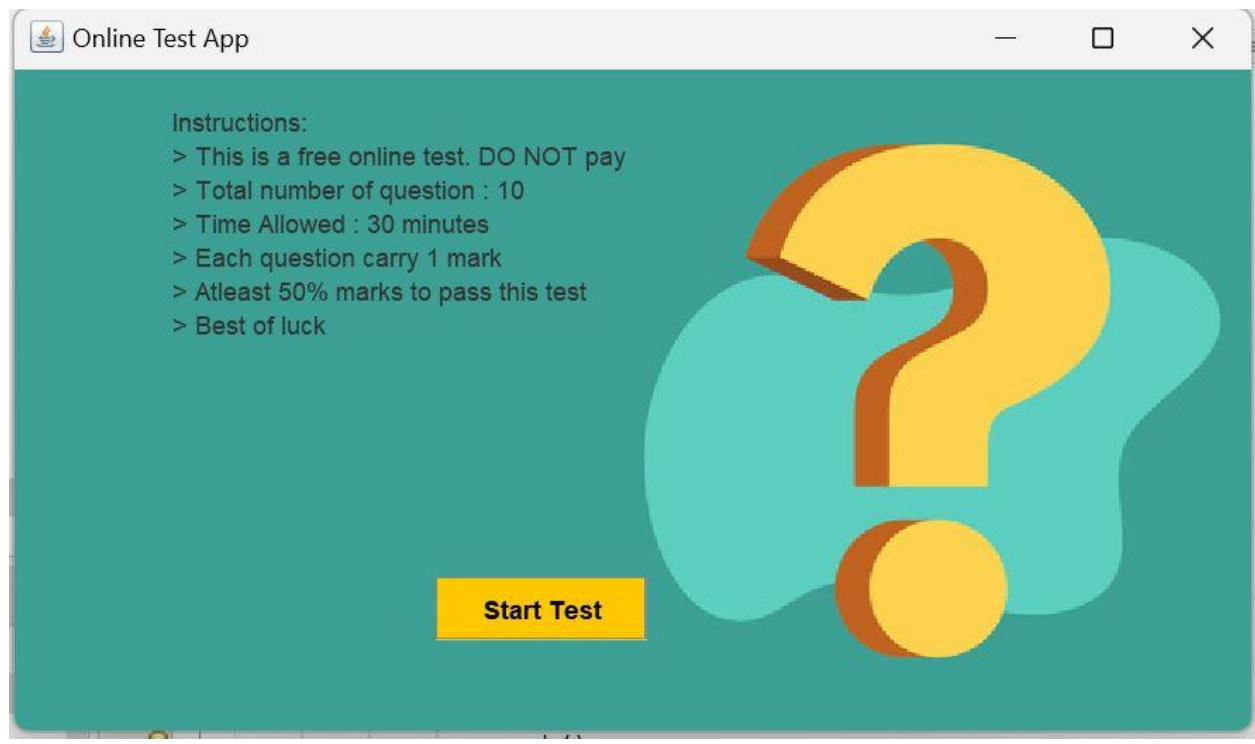 Online Test App
Instructions:
> This is a free online test. DO NOT pay
> Total number of question : 10
> Time Allowed : 30 minutes
> Each question carry 1 mark
> Atleast 50% marks to pass this test
> Best of luck
Start Test